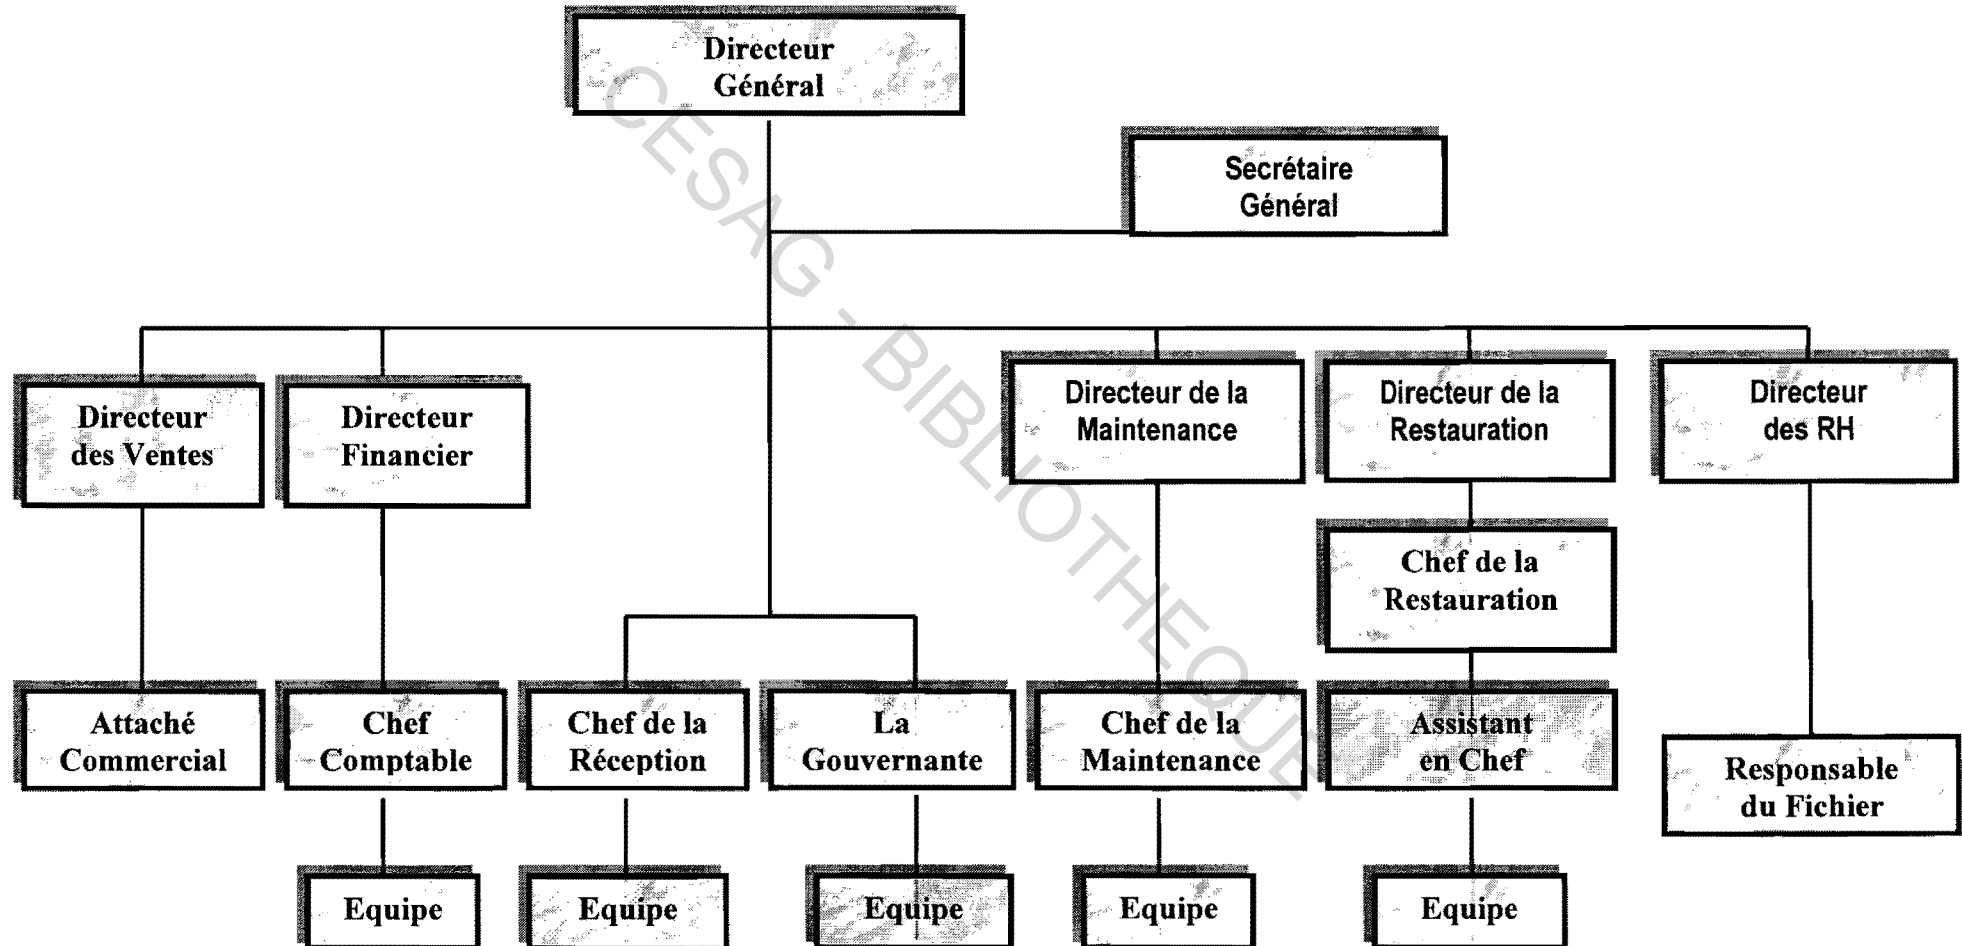 Directeur
Général
Secrétaire
Général
Directeur
des Ventes
Directeur
Financier
Directeur de la
Maintenance
Directeur de la
Restauration
Directeur
des RH
Chef de la
Restauration
Attaché
Commercial
Chef
Comptable
Chef de la
Réception
La
Gouvernante
Chef de la
Maintenance
Assistant
en Chef
Responsable
du Fichier
Equipe
Equipe
Equipe
Equipe
Equipe
CESAG - BIBLIOTHEQUE